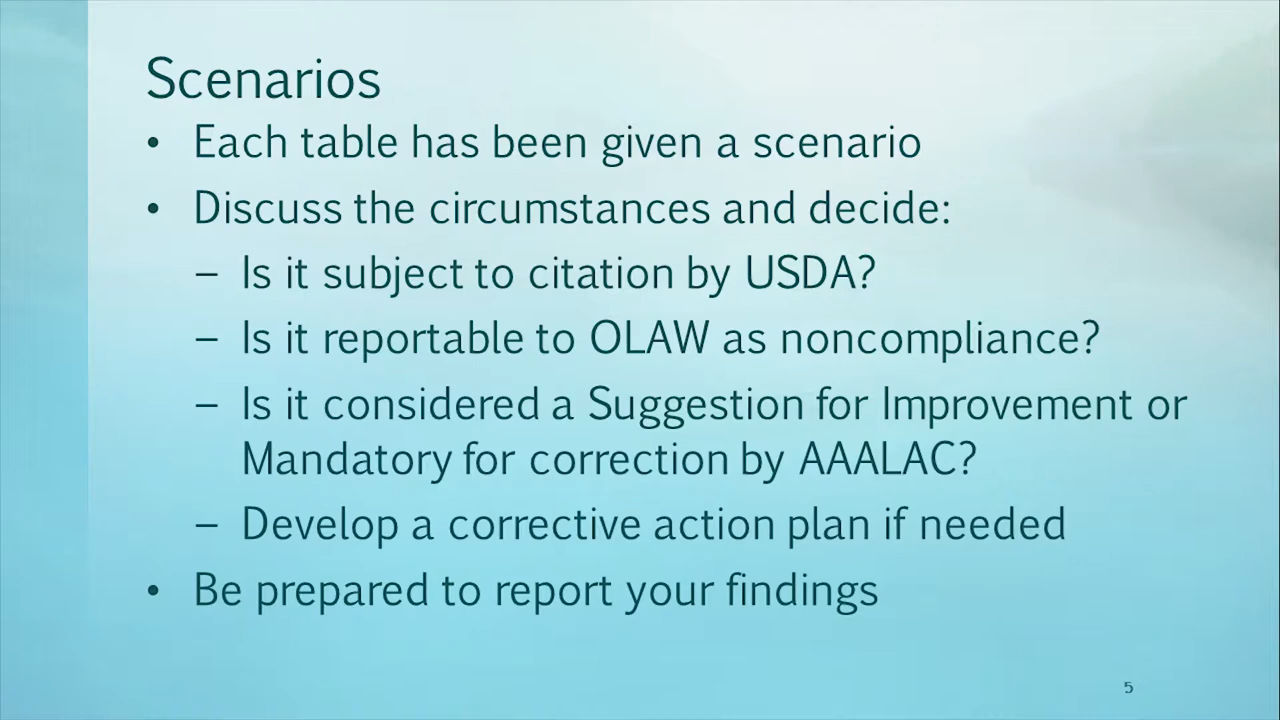 Scenarios
• Each table has been given a scenario
• Discuss the circumstances and decide:
– Is it subject to citation by USDA?
– Is it reportable to OLAW as noncompliance?
– Is it considered a Suggestion for Improvement or
Mandatory for correction by AAALAC?
– Develop a corrective action plan if needed
• Be prepared to report your findings
5